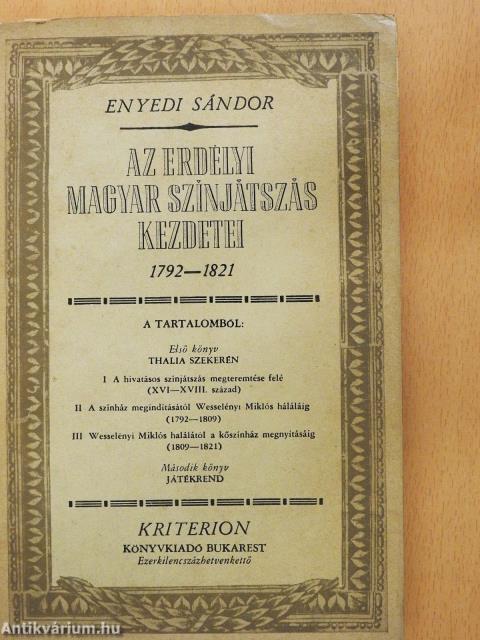 ENYEDI SÁNDOR
AZ ERDÉLYI
MAGYAR SZÍNJÁTSZÁS
KEZDETEI
1792—1821
A TARTALOMBÓL:
Első könyv
THALIA SZEKERÉN
I A hivatásos színjátszás megteremtése felé
(XVI—XVIII. század)
II A színház megindításától Wesselényi Miklós haláláig
(1792—1809)
III Wesselényi Miklós halálától a kőszínház megnyitásáig
(1809—1821)
Második könyv
JÁTÉKREND
KRITERION
KÖNYVKIADÓ BUKAREST
Ezerkilencszázhetvenkettő
Antikvárium.hu